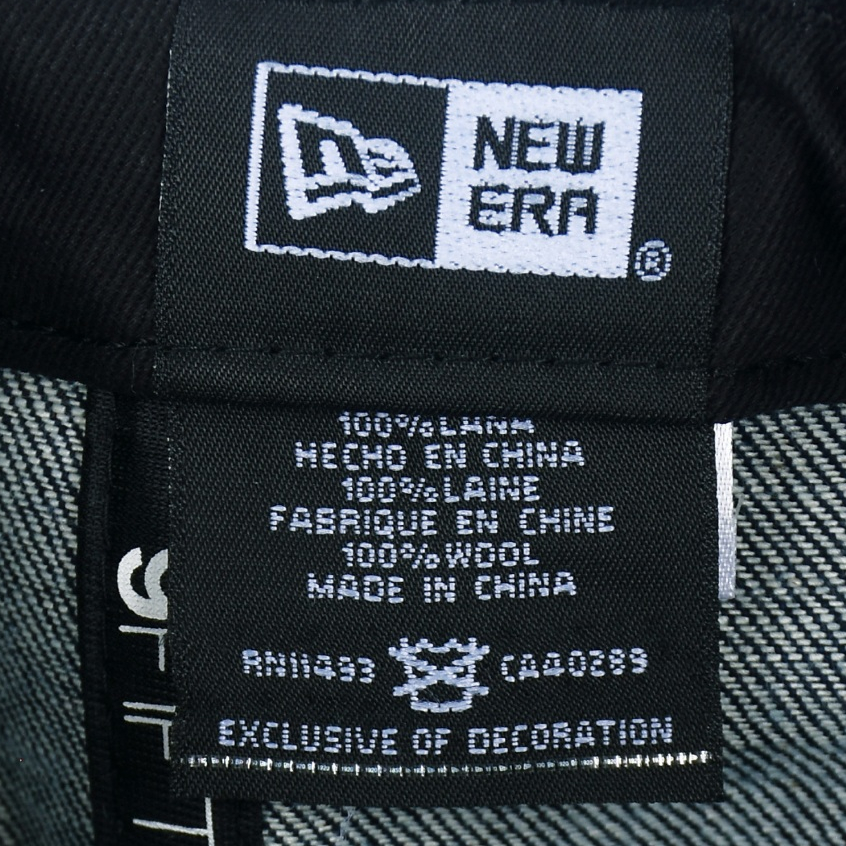 NEW
ERA
®
100%LANA
HECHO EN CHINA
100%LAINE
FABRIQUE EN CHINE
100%WOOL
MADE IN CHINA
RN11493 CA40289
EXCLUSIVE OF DECORATION